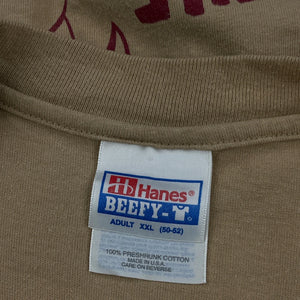 Hanes®
BEEFY-T
ADULT XXL (50-52)
100% PRESHRUNK COTTON
MADE IN U.S.A.
CARE ON REVERSE